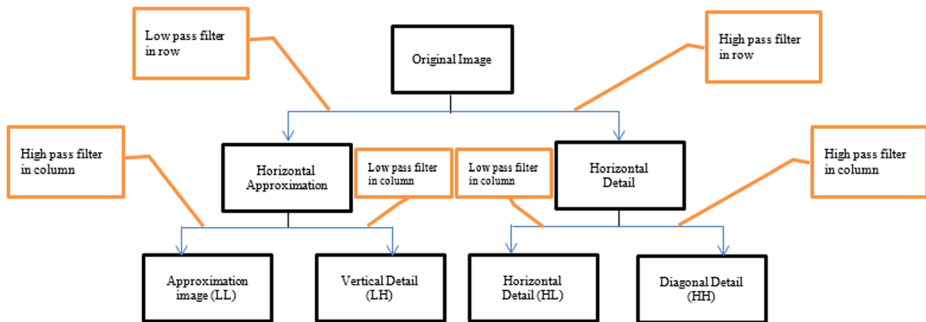 Low pass filter
in row
Original Image
High pass filter
in row
High pass filter
in column
Horizontal
Approximation
Low pass filter
in column
Low pass filter
in column
Horizontal
Detail
High pass filter
in column
Approximation
image (LL)
Vertical Detail
(LH)
Horizontal
Detail (HL)
Diagonal Detail
(HH)